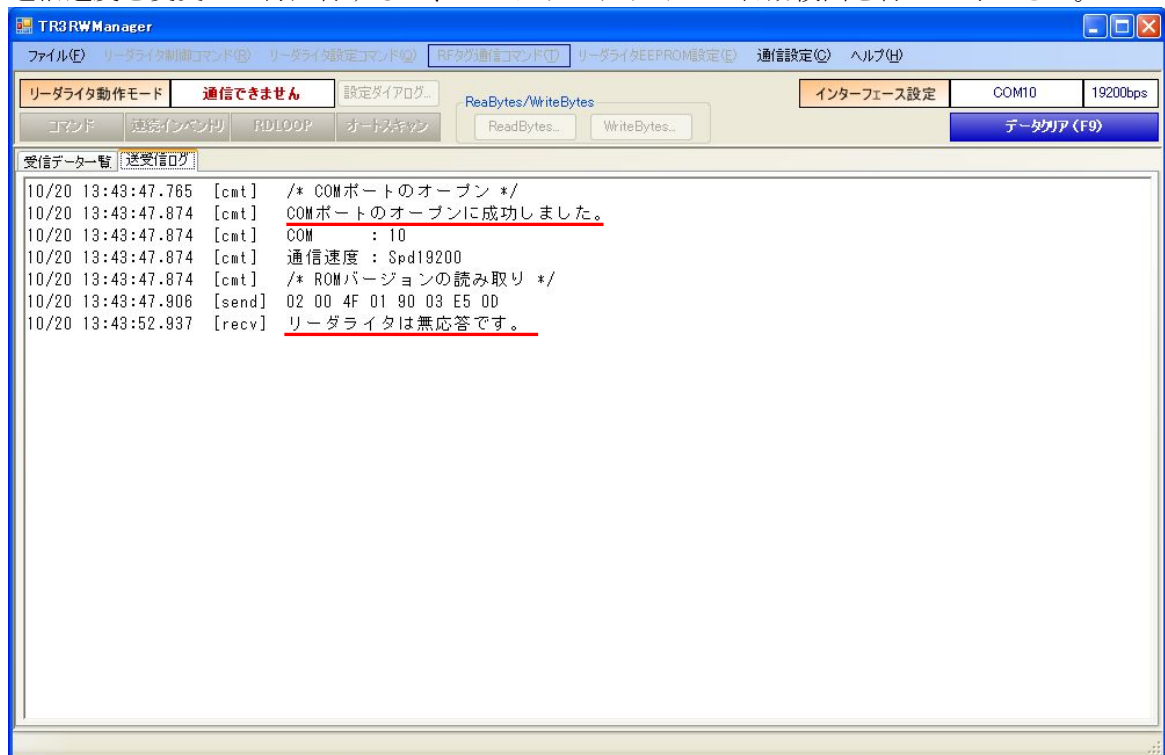 TR3RWManager
ファイル(F) リーダライタ制御コマンド(R) リーダライタ設定コマンド(Q) RFタグ通信コマンド(T) リーダライタEEPROM設定(E) 通信設定(C) ヘルプ(H)
リーダライタ動作モード 通信できません 設定ダイアログ... ReaBytes/WriteBytes インターフェース設定 COM10 19200bps
コマンド 連続インベントリ RDLOOP オートスキャン ReadBytes... WriteBytes... データクリア(F9)
受信データ一覧 送受信ログ
10/20 13:43:47.765 [cmt] /* COMポートのオープン */
10/20 13:43:47.874 [cmt] COMポートのオープンに成功しました。
10/20 13:43:47.874 [cmt] COM : 10
10/20 13:43:47.874 [cmt] 通信速度 : Spd19200
10/20 13:43:47.874 [cmt] /* ROMバージョンの読み取り */
10/20 13:43:47.906 [send] 02 00 4F 01 90 03 E5 0D
10/20 13:43:52.937 [recv] リーダライタは無応答です。